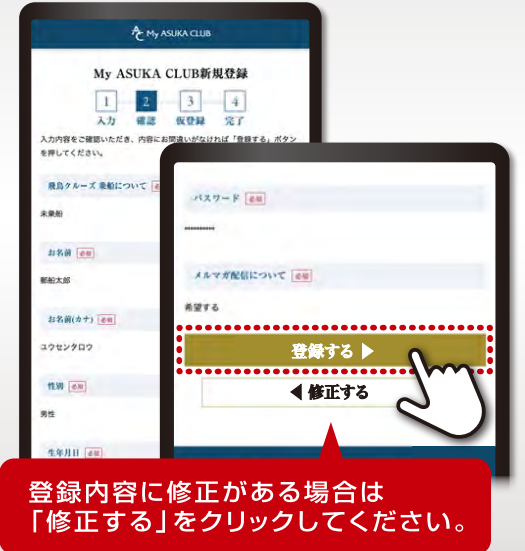 My ASUKA CLUB
My ASUKA CLUB新規登録
1 2 3 4
入力 確認 仮登録 完了
入力内容をご確認いただき、内容にお間違いがなければ「登録する」ボタン
を押してください。
飛鳥クルーズ 乗船について
未乗船
お名前 必須
郵船太郎
お名前(カナ) 必須
ユウセンタロウ
性別 必須
男性
生年月日 必須
パスワード 必須
**********
メルマガ配信について 必須
希望する
登録する ▶
◀ 修正する
登録内容に修正がある場合は
「修正する」をクリックしてください。